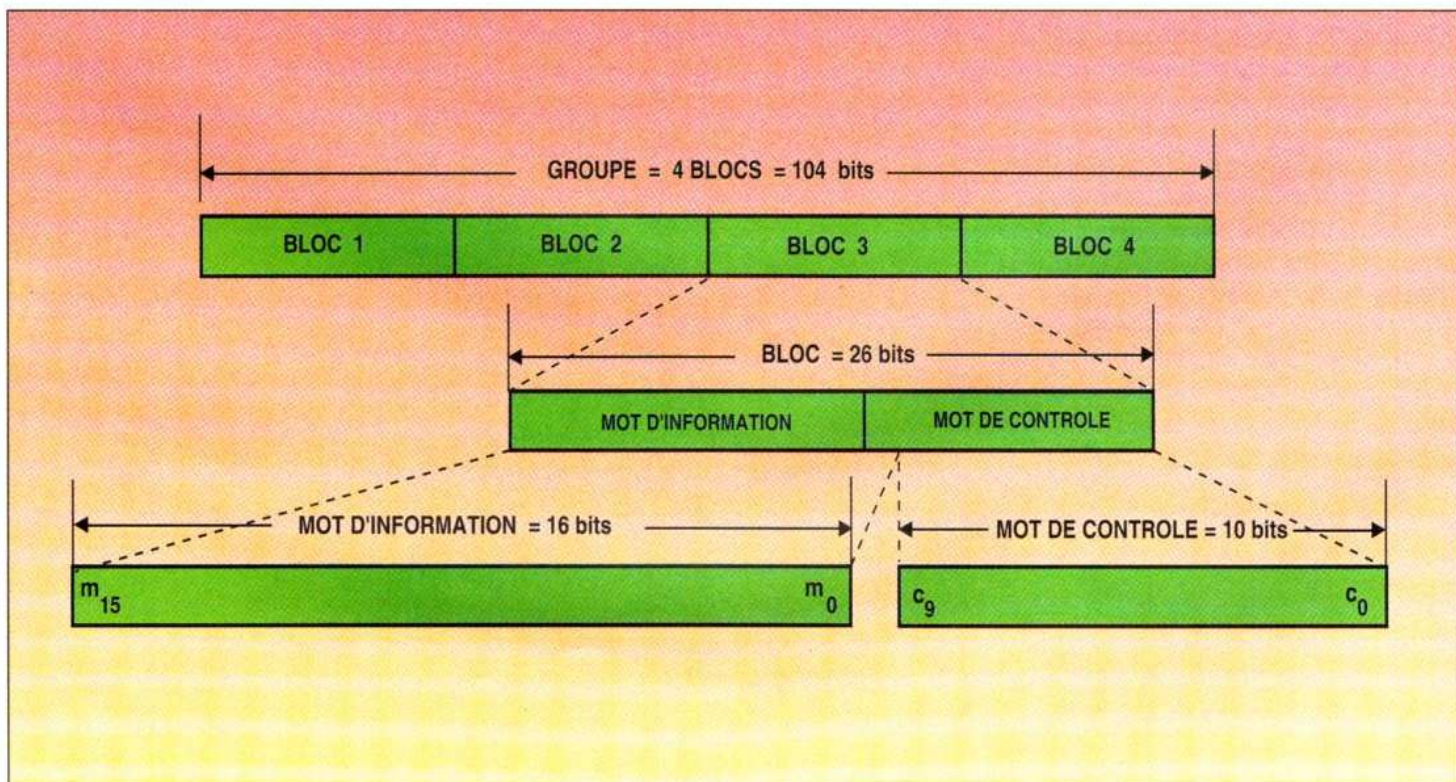 GROUPE = 4 BLOCS = 104 bits
BLOC 1 BLOC 2 BLOC 3 BLOC 4
BLOC = 26 bits
MOT D'INFORMATION MOT DE CONTROLE
MOT D'INFORMATION = 16 bits MOT DE CONTROLE = 10 bits
m15 m0 c9 c0